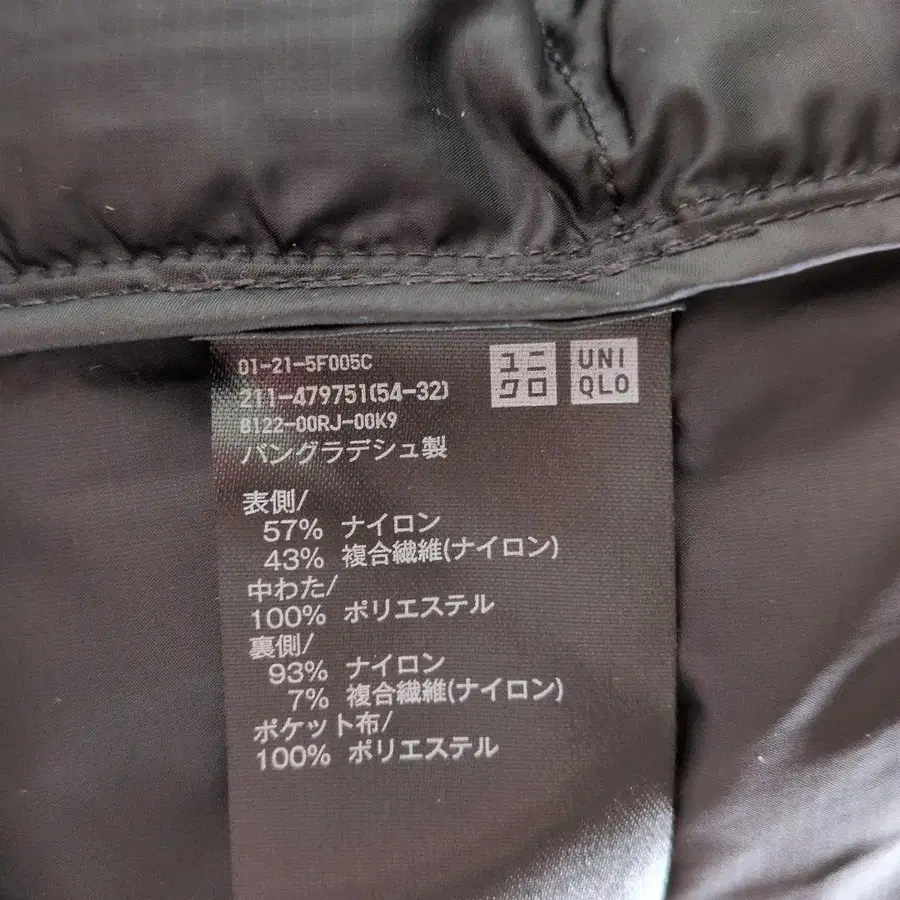 01-21-5F005C
211-479751(54-32)
8122-00RJ-00K9
バングラデシュ製
ユニ
クロ
UNI
QLO
表側/
57% ナイロン
43% 複合繊維(ナイロン)
中わた/
100% ポリエステル
裏側/
93% ナイロン
7% 複合繊維(ナイロン)
ポケット布/
100% ポリエステル